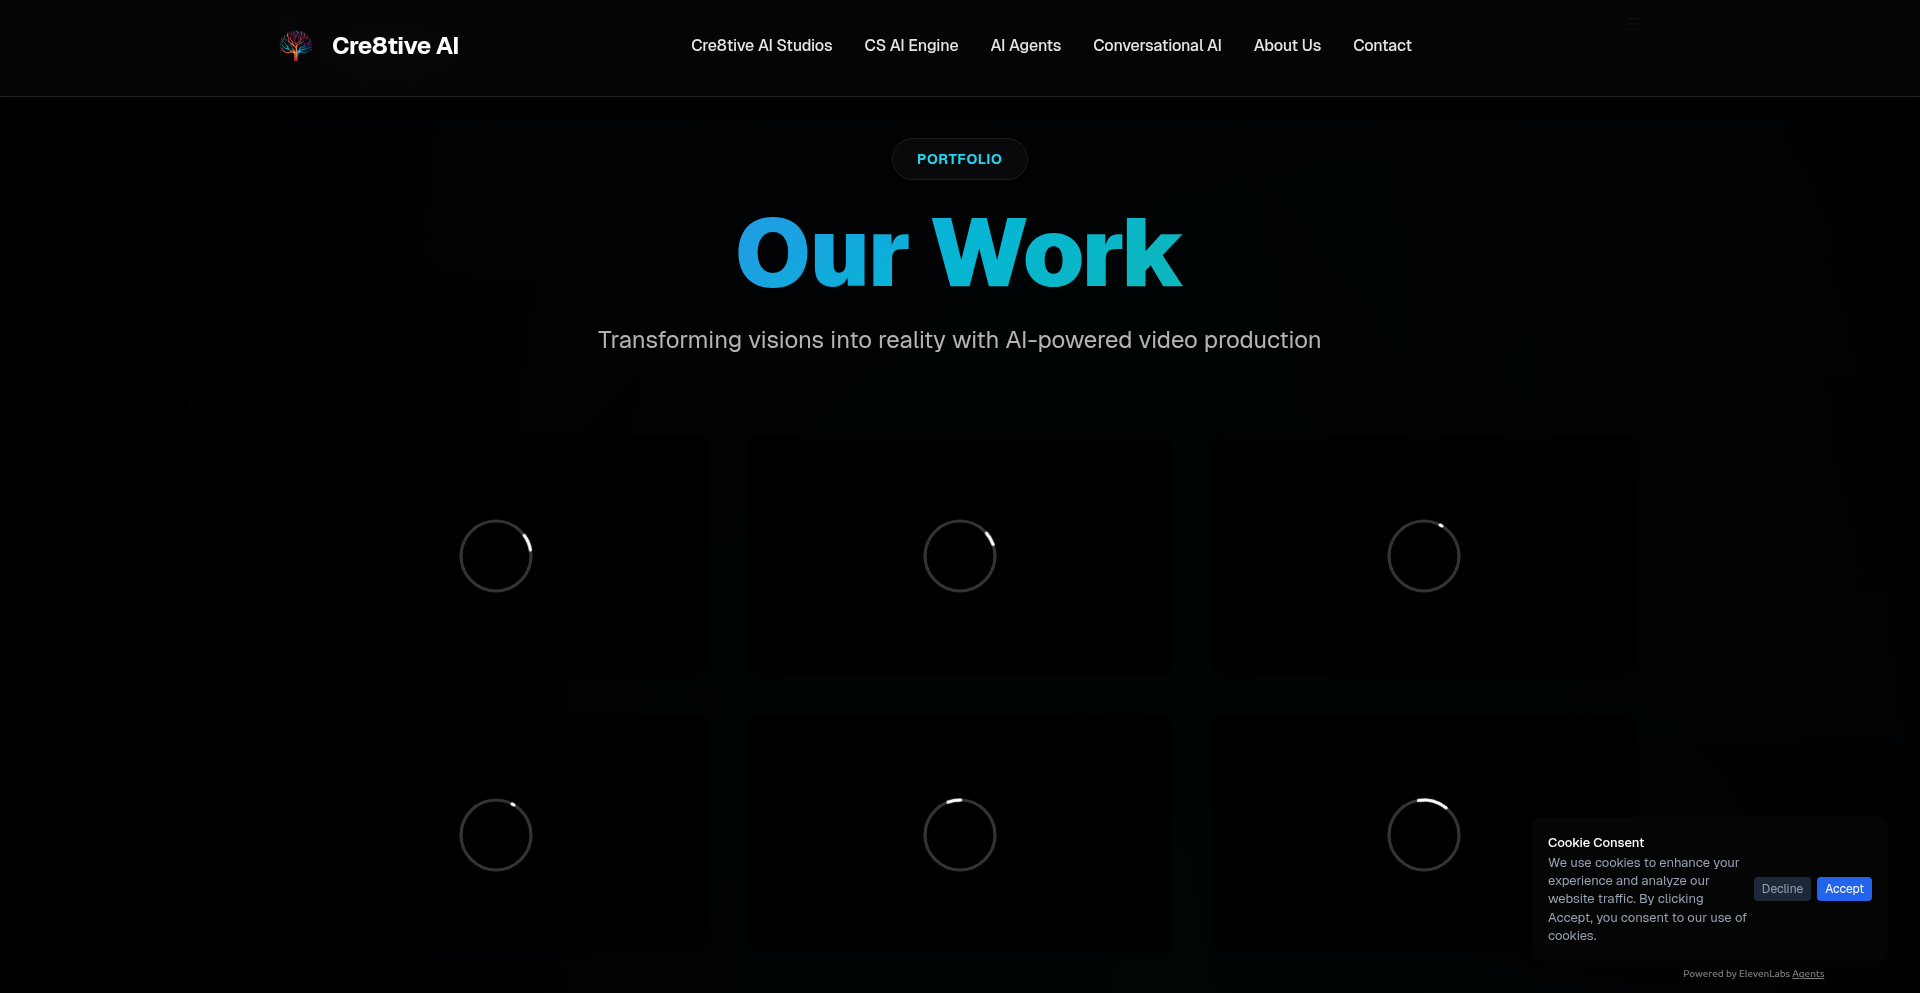 Cre8tive AI
Cre8tive AI Studios
CS AI Engine
AI Agents
Conversational AI
About Us
Contact
PORTFOLIO
Our Work
Transforming visions into reality with AI-powered video production
Cookie Consent
We use cookies to enhance your
experience and analyze our
website traffic. By clicking
Accept, you consent to our use of
cookies.
Decline
Accept
Powered by ElevenLabs Agents